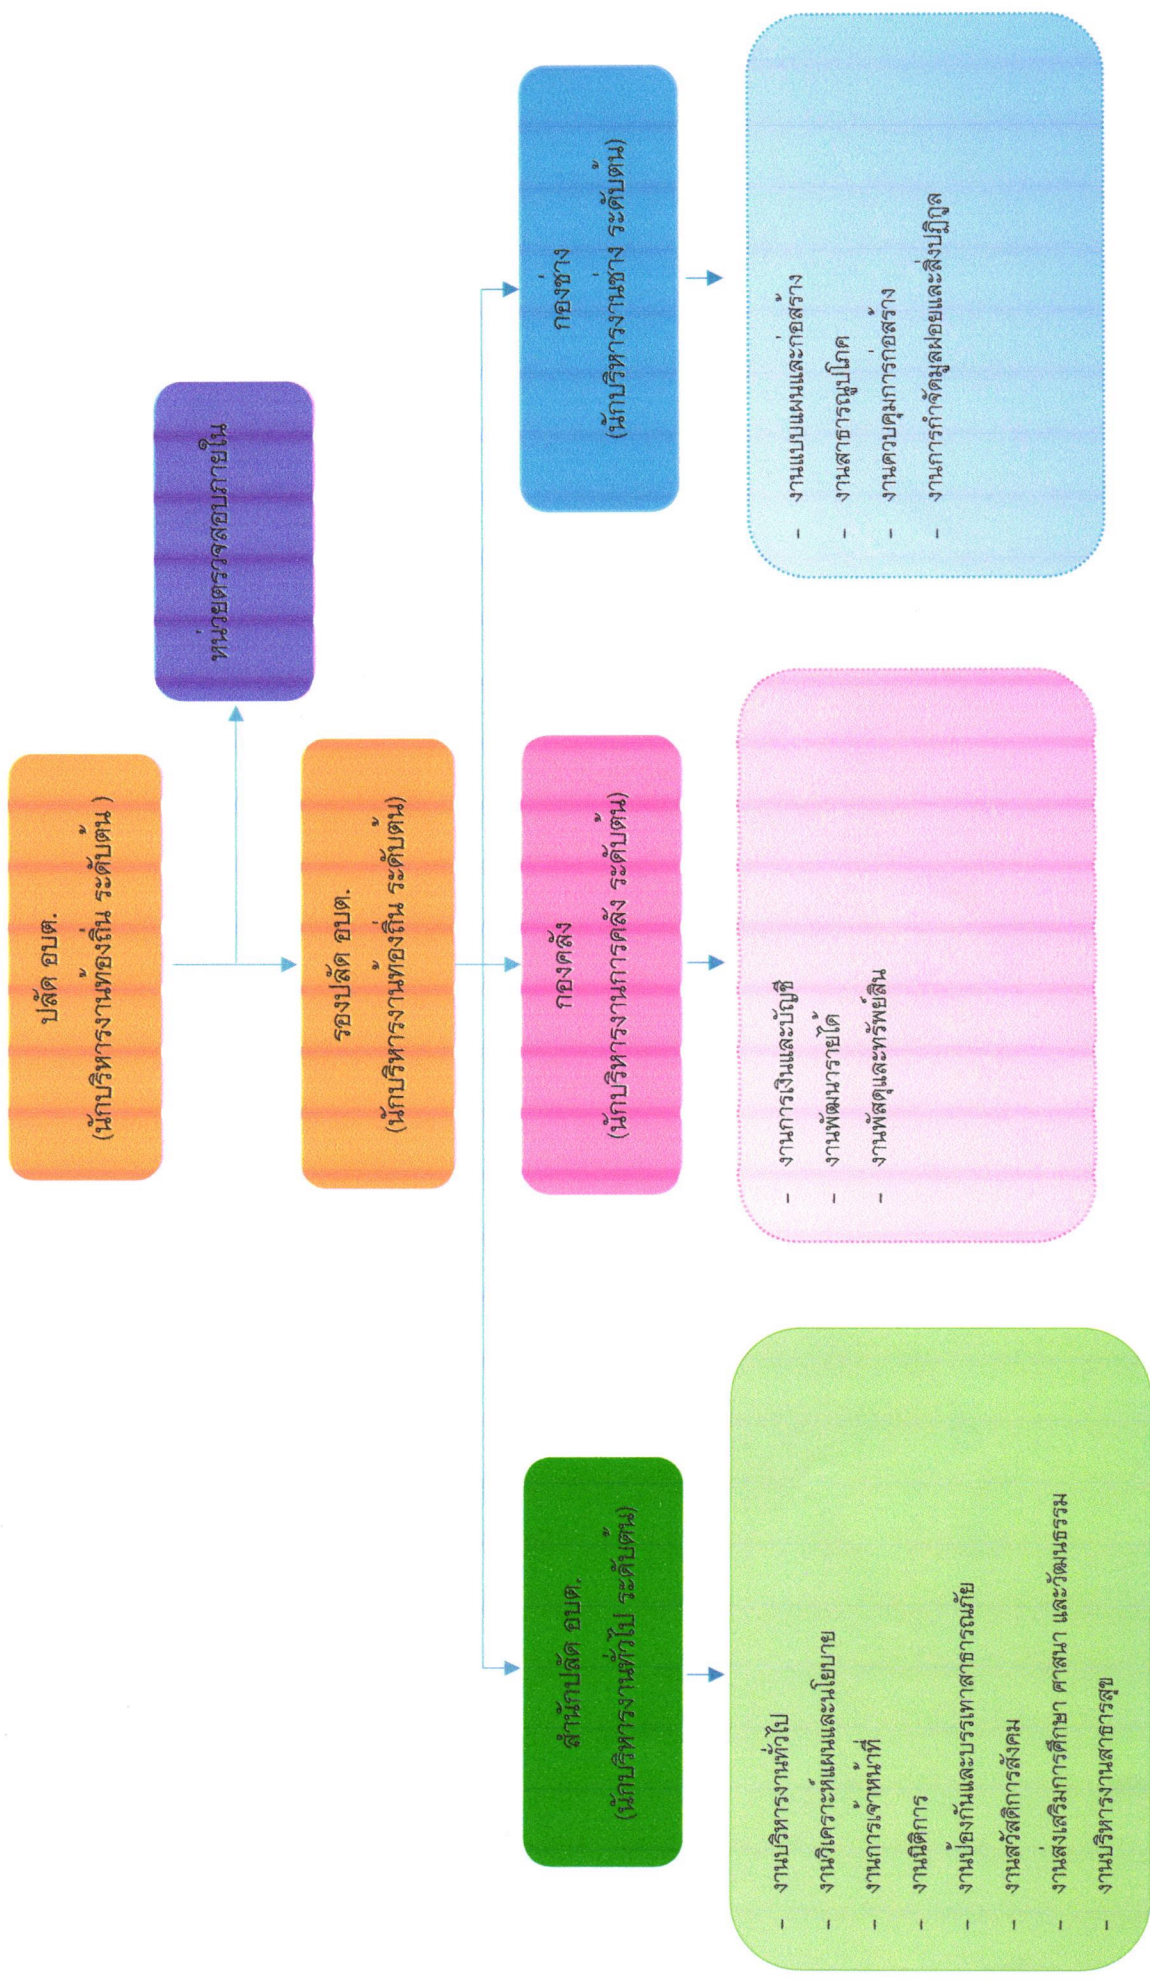 ปลัด อบต.
(นักบริหารงานท้องถิ่น ระดับต้น )
หน่วยตรวจสอบภายใน
รองปลัด อบต.
(นักบริหารงานท้องถิ่น ระดับต้น)
สำนักปลัด อบต.
(นักบริหารงานทั่วไป ระดับต้น)
กองคลัง
(นักบริหารงานการคลัง ระดับต้น)
กองช่าง
(นักบริหารงานช่าง ระดับต้น)
- งานบริหารงานทั่วไป
- งานวิเคราะห์แผนและนโยบาย
- งานการเจ้าหน้าที่
- งานนิติการ
- งานป้องกันและบรรเทาสาธารณภัย
- งานสวัสดิการสังคม
- งานส่งเสริมการศึกษา ศาสนา และวัฒนธรรม
- งานบริหารงานสาธารสุข
- งานการเงินและบัญชี
- งานพัฒนารายได้
- งานพัสดุและทรัพย์สิน
- งานแบบแผนและก่อสร้าง
- งานสาธารณูปโภค
- งานควบคุมการก่อสร้าง
- งานการกำจัดมูลฝอยและสิ่งปฏิกูล